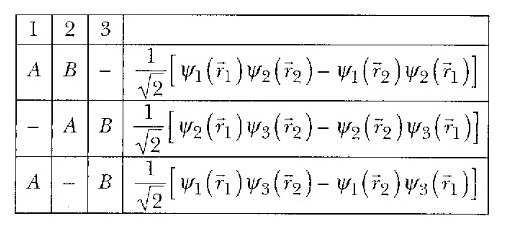 1 2 3
A B – 1/√2 [ψ₁(r⃗₁)ψ₂(r⃗₂) – ψ₁(r⃗₂)ψ₂(r⃗₁)]
– A B 1/√2 [ψ₂(r⃗₁)ψ₃(r⃗₂) – ψ₂(r⃗₂)ψ₃(r⃗₁)]
A – B 1/√2 [ψ₁(r⃗₁)ψ₃(r⃗₂) – ψ₁(r⃗₂)ψ₃(r⃗₁)]